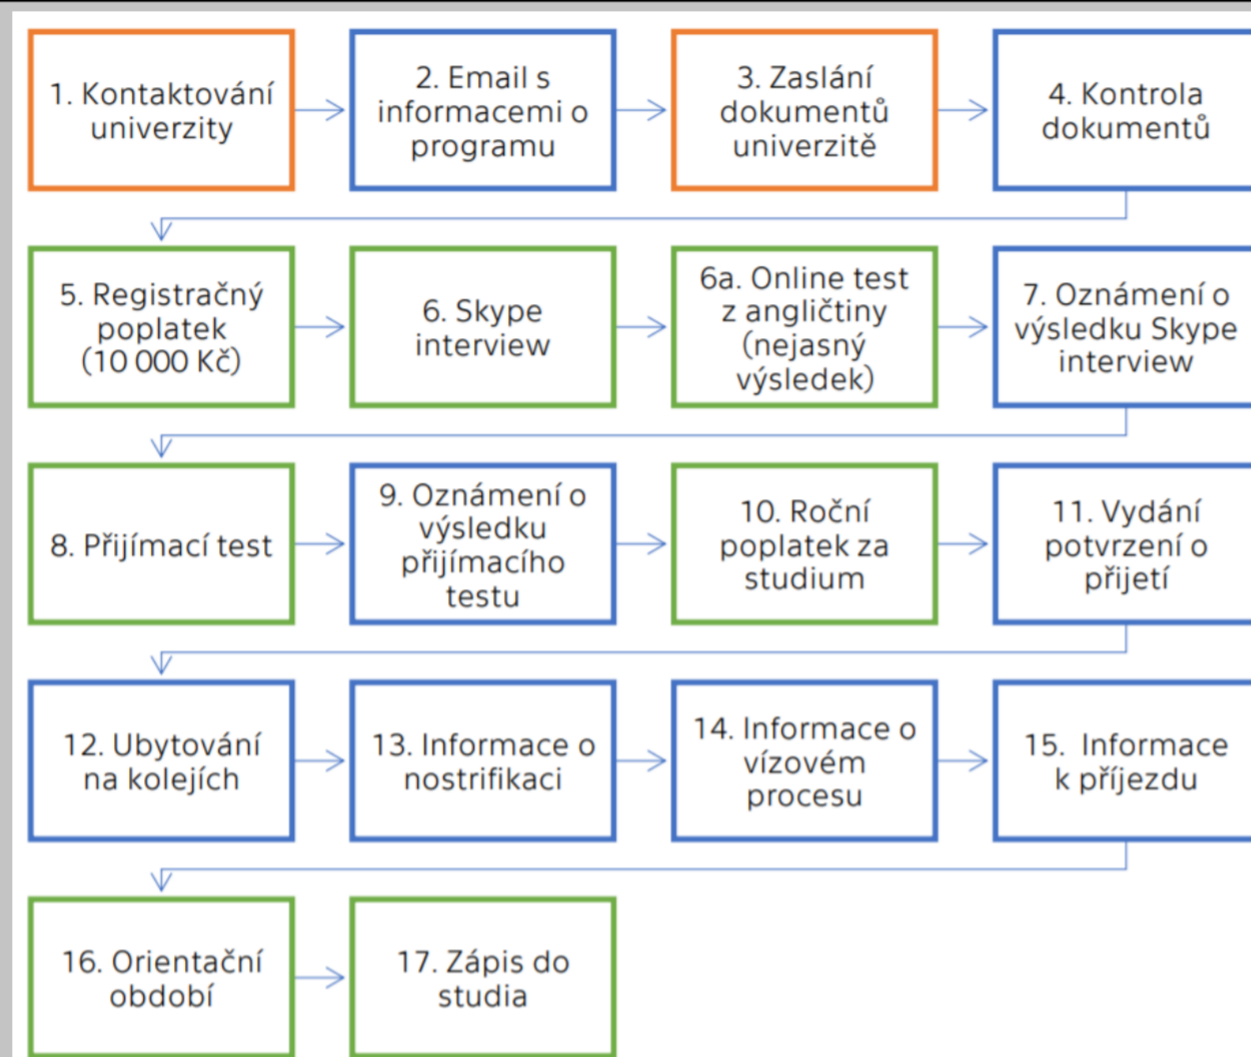 1. Kontaktování
univerzity
2. Email s
informacemi o
programu
3. Zaslání
dokumentů
univerzitě
4. Kontrola
dokumentů
5. Registračný
poplatek
(10 000 Kč)
6. Skype
interview
6a. Online test
z angličtiny
(nejasný
výsledek)
7. Oznámení o
výsledku Skype
interview
8. Přijímací test
9. Oznámení o
výsledku
přijímacího
testu
10. Roční
poplatek za
studium
11. Vydání
potvrzení o
přijetí
12. Ubytování
na kolejích
13. Informace o
nostrifikaci
14. Informace o
vízovém
procesu
15. Informace
k příjezdu
16. Orientační
období
17. Zápis do
studia